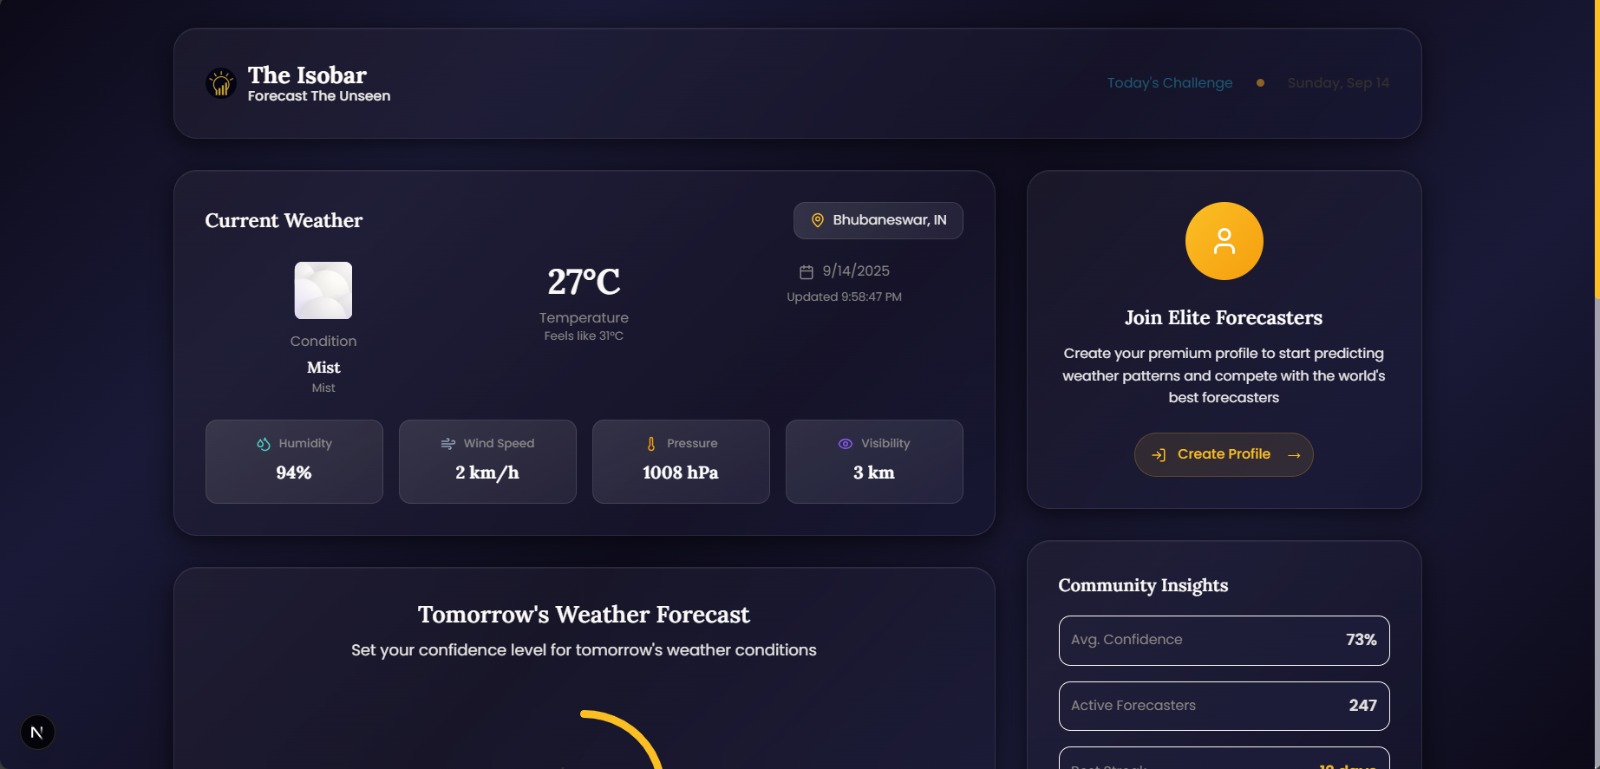 The Isobar
Forecast The Unseen
Today's Challenge
Sunday, Sep 14
Current Weather
Bhubaneswar, IN
27°C
Temperature
Feels like 31°C
9/14/2025
Updated 9:58:47 PM
Condition
Mist
Mist
Humidity
94%
Wind Speed
2 km/h
Pressure
1008 hPa
Visibility
3 km
Join Elite Forecasters
Create your premium profile to start predicting
weather patterns and compete with the world's
best forecasters
Create Profile →
Tomorrow's Weather Forecast
Set your confidence level for tomorrow's weather conditions
Community Insights
Avg. Confidence 73%
Active Forecasters 247
N